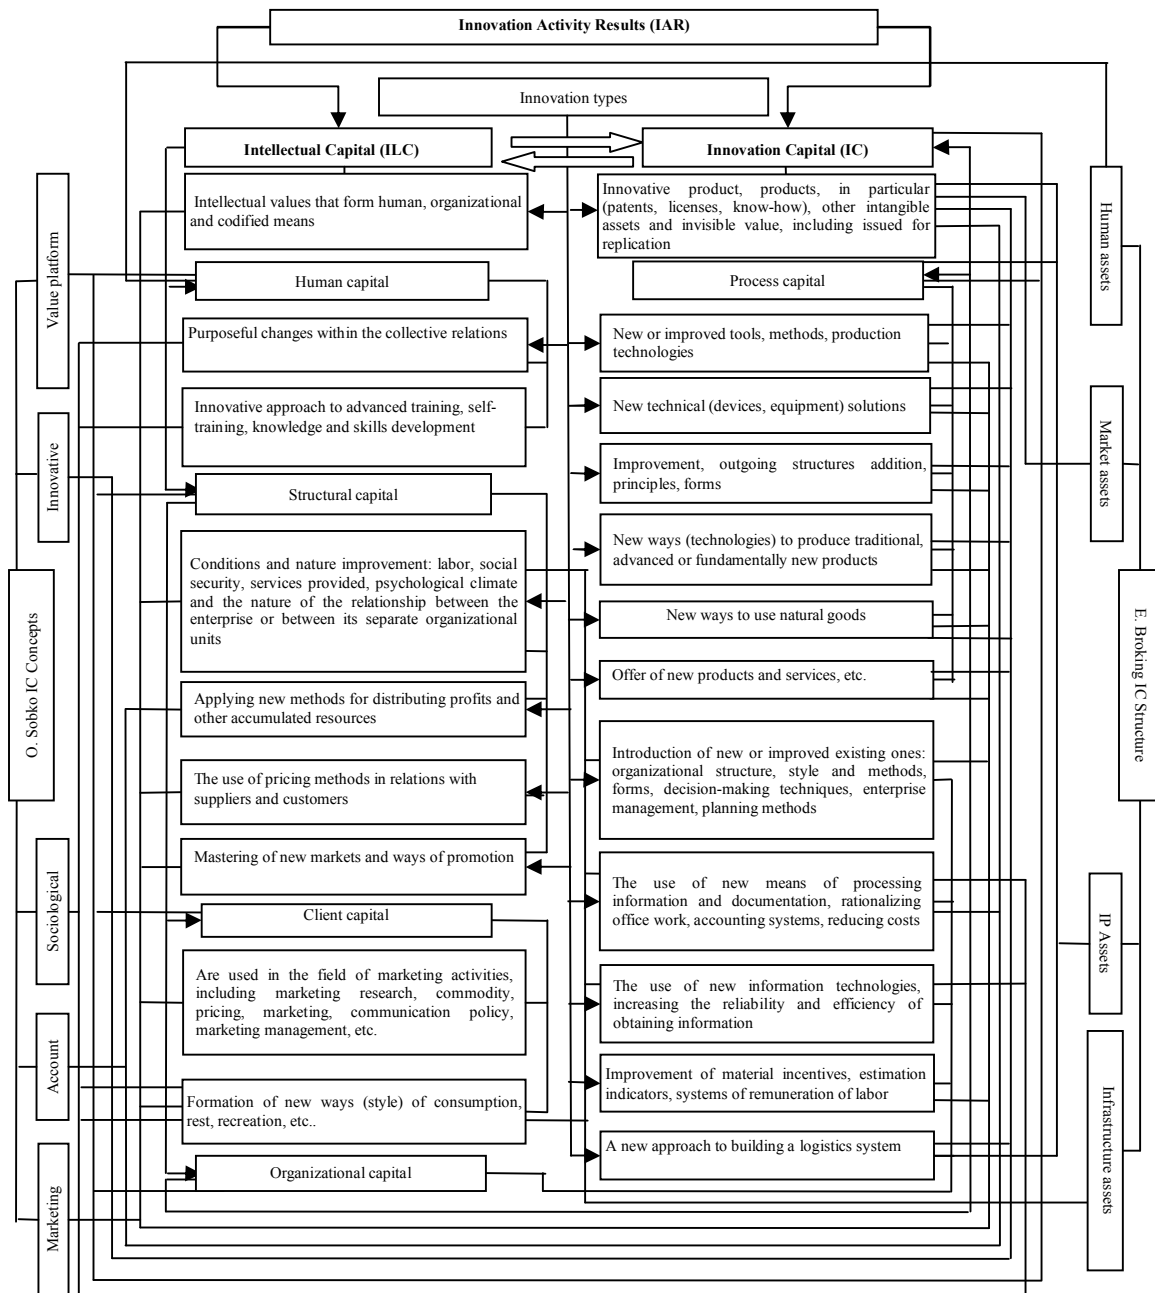 Innovation Activity Results (IAR)
Innovation types
Intellectual Capital (ILC)
Innovation Capital (IC)
Intellectual values that form human, organizational
and codified means
Innovative product, products, in particular
(patents, licenses, know-how), other intangible
assets and invisible value, including issued for
replication
Human capital
Process capital
Purposeful changes within the collective relations
New or improved tools, methods, production
technologies
Innovative approach to advanced training, self-
training, knowledge and skills development
New technical (devices, equipment) solutions
Improvement, outgoing structures addition,
principles, forms
Structural capital
New ways (technologies) to produce traditional,
advanced or fundamentally new products
Conditions and nature improvement: labor, social
security, services provided, psychological climate
and the nature of the relationship between the
enterprise or between its separate organizational
units
New ways to use natural goods
Offer of new products and services, etc.
Applying new methods for distributing profits and
other accumulated resources
Introduction of new or improved existing ones:
organizational structure, style and methods,
forms, decision-making techniques, enterprise
management, planning methods
The use of pricing methods in relations with
suppliers and customers
Mastering of new markets and ways of promotion
The use of new means of processing
information and documentation, rationalizing
office work, accounting systems, reducing costs
Client capital
Are used in the field of marketing activities,
including marketing research, commodity,
pricing, marketing, communication policy,
marketing management, etc.
The use of new information technologies,
increasing the reliability and efficiency of
obtaining information
Improvement of material incentives, estimation
indicators, systems of remuneration of labor
Formation of new ways (style) of consumption,
rest, recreation, etc..
A new approach to building a logistics system
Organizational capital
O. Sobko IC Concepts
Value platform
Innovative
Sociological
Account
Marketing
Human assets
Market assets
IP Assets
Infrastructure assets
E. Broking IC Structure